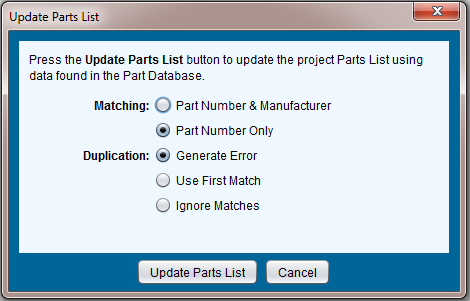 Update Parts List
Press the Update Parts List button to update the project Parts List using
data found in the Part Database.
Matching: Part Number & Manufacturer
Part Number Only
Duplication: Generate Error
Use First Match
Ignore Matches
Update Parts List Cancel